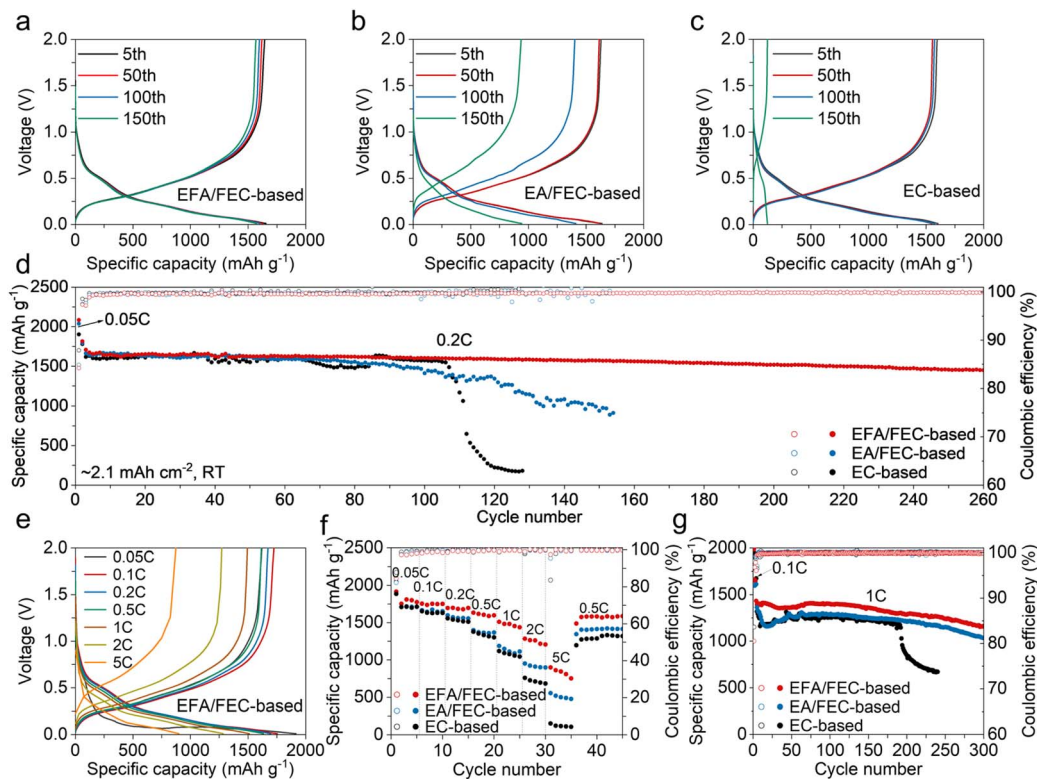 a
2.0
1.5
1.0
0.5
0.0
Voltage (V)
5th
50th
100th
150th
EFA/FEC-based
0 500 1000 1500 2000
Specific capacity (mAh g-1)
b
2.0
1.5
1.0
0.5
0.0
Voltage (V)
5th
50th
100th
150th
EA/FEC-based
0 500 1000 1500 2000
Specific capacity (mAh g-1)
c
2.0
1.5
1.0
0.5
0.0
Voltage (V)
5th
50th
100th
150th
EC-based
0 500 1000 1500 2000
Specific capacity (mAh g-1)
d
2500
2000
1500
1000
500
0
Specific capacity (mAh g-1)
0.05C
0.2C
~2.1 mAh cm-2, RT
EFA/FEC-based
EA/FEC-based
EC-based
100
90
80
70
60
Coulombic efficiency (%)
0 20 40 60 80 100 120 140 160 180 200 220 240 260
Cycle number
e
2.0
1.5
1.0
0.5
0.0
Voltage (V)
0.05C
0.1C
0.2C
0.5C
1C
2C
5C
EFA/FEC-based
0 500 1000 1500 2000
Specific capacity (mAh g-1)
f
2500
2000
1500
1000
500
0
Specific capacity (mAh g-1)
0.05C
0.1C
0.2C
0.5C
1C
2C
5C
0.5C
EFA/FEC-based
EA/FEC-based
EC-based
100
80
60
40
20
0
Coulombic efficiency (%)
0 10 20 30 40
Cycle number
g
2000
1500
1000
500
0
Specific capacity (mAh g-1)
0.1C
1C
EFA/FEC-based
EA/FEC-based
EC-based
100
90
80
70
60
Coulombic efficiency (%)
0 50 100 150 200 250 300
Cycle number